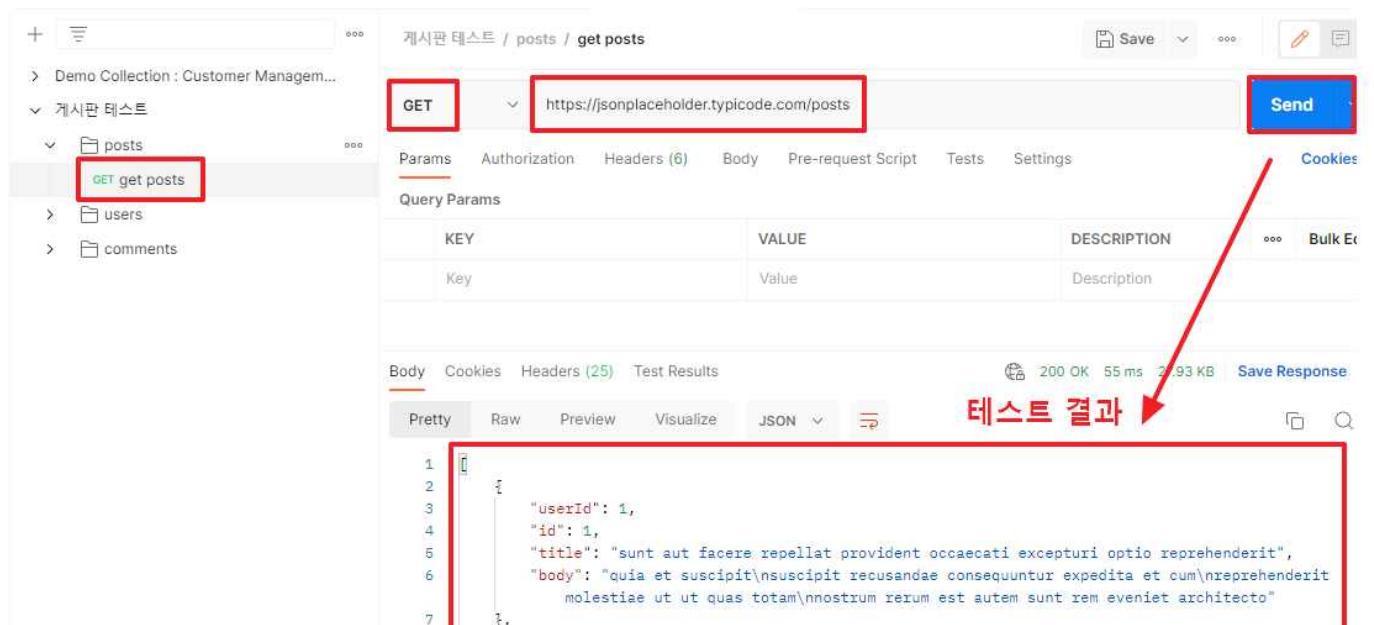 게시판 테스트 / posts / get posts
Save
Demo Collection : Customer Managem...
게시판 테스트
posts
GET get posts
users
comments
GET
https://jsonplaceholder.typicode.com/posts
Send
Params Authorization Headers (6) Body Pre-request Script Tests Settings Cookies
Query Params
KEY VALUE DESCRIPTION Bulk
Key Value Description
Body Cookies Headers (25) Test Results 200 OK 55 ms Save Response
Pretty Raw Preview Visualize JSON
테스트 결과
1 [
2 {
3 "userId": 1,
4 "id": 1,
5 "title": "sunt aut facere repellat provident occaecati excepturi optio reprehenderit",
6 "body": "quia et suscipit\nsuscipit recusandae consequuntur expedita et cum\nreprehenderit
molestiae ut ut quas totam\nnostrum rerum est autem sunt rem eveniet architecto"
7 },